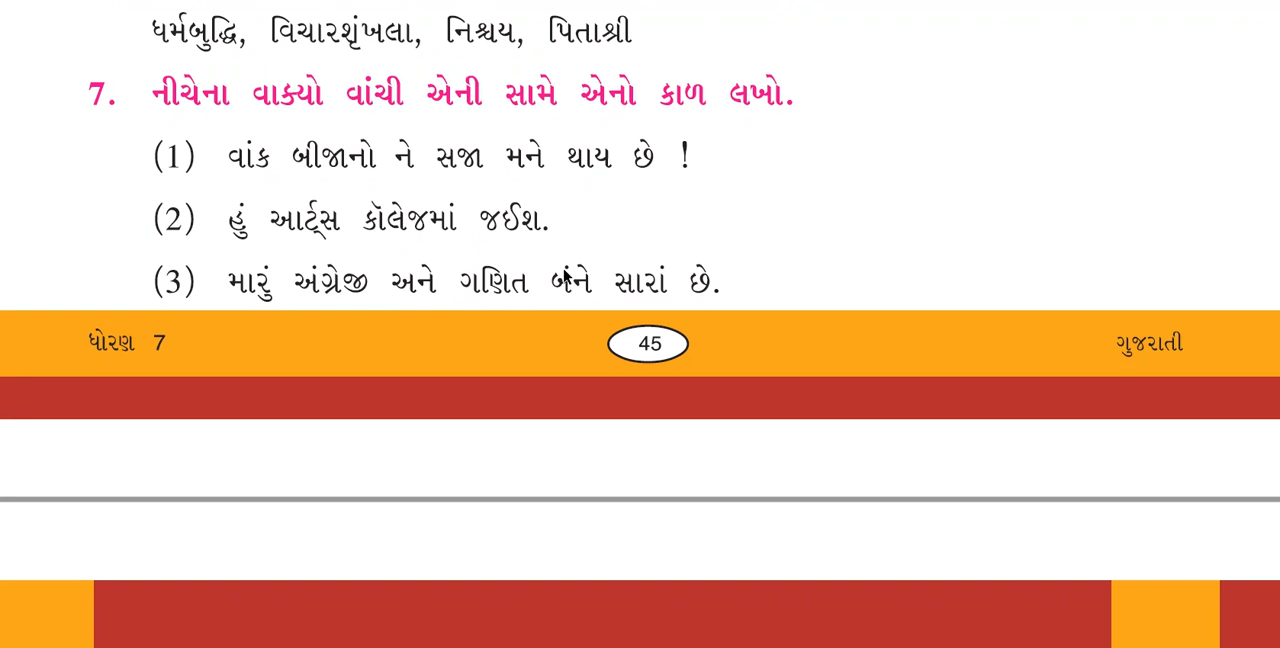 ધર્મબુદ્ધિ, વિચારશૃંખલા, નિશ્ચય, પિતાશ્રી
7. નીચેના વાક્યો વાંચી એની સામે એનો કાળ લખો.
(1) વાંક બીજાનો ને સજા મને થાય છે !
(2) હું આર્ટ્સ કૉલેજમાં જઈશ.
(3) મારું અંગ્રેજી અને ગણિત બંને સારાં છે.
ધોરણ 7 45 ગુજરાતી